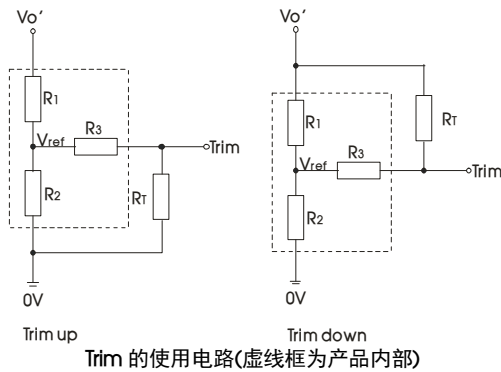 Vo'
R1
Vref
R3
Trim
R2
RT
0V
Trim up
Vo'
R1
RT
Vref
R3
Trim
R2
0V
Trim down
Trim 的使用电路(虚线框为产品内部)